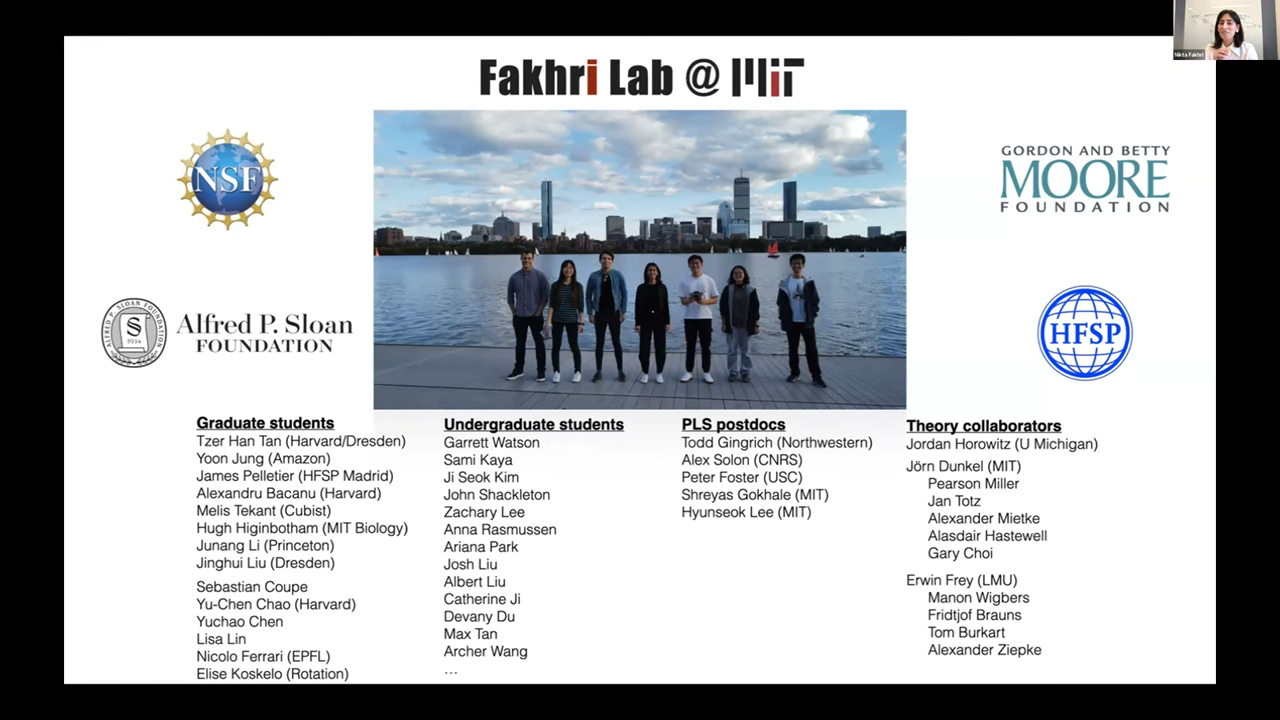 Nikta Fakhri
Fakhri Lab @ MIT
NSF
GORDON AND BETTY
MOORE
FOUNDATION
ALFRED P. SLOAN FOUNDATION
S
1934
Alfred P. Sloan
FOUNDATION
HFSP
Graduate students
Tzer Han Tan (Harvard/Dresden)
Yoon Jung (Amazon)
James Pelletier (HFSP Madrid)
Alexandru Bacanu (Harvard)
Melis Tekant (Cubist)
Hugh Higinbotham (MIT Biology)
Junang Li (Princeton)
Jinghui Liu (Dresden)
Sebastian Coupe
Yu-Chen Chao (Harvard)
Yuchao Chen
Lisa Lin
Nicolo Ferrari (EPFL)
Elise Koskelo (Rotation)
Undergraduate students
Garrett Watson
Sami Kaya
Ji Seok Kim
John Shackleton
Zachary Lee
Anna Rasmussen
Ariana Park
Josh Liu
Albert Liu
Catherine Ji
Devany Du
Max Tan
Archer Wang
...
PLS postdocs
Todd Gingrich (Northwestern)
Alex Solon (CNRS)
Peter Foster (USC)
Shreyas Gokhale (MIT)
Hyunseok Lee (MIT)
Theory collaborators
Jordan Horowitz (U Michigan)
Jörn Dunkel (MIT)
Pearson Miller
Jan Totz
Alexander Mietke
Alasdair Hastewell
Gary Choi
Erwin Frey (LMU)
Manon Wigbers
Fridtjof Brauns
Tom Burkart
Alexander Ziepke